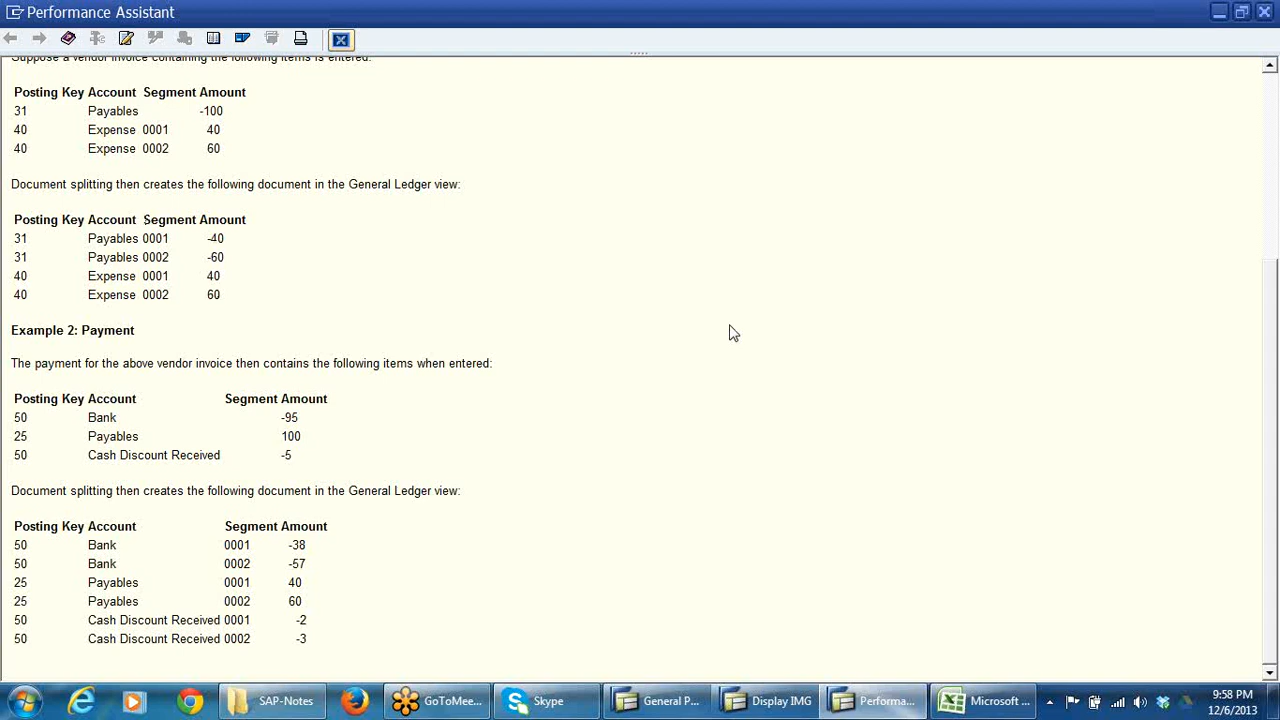 Performance Assistant
Suppose a vendor invoice containing the following items is entered:
Posting Key Account Segment Amount
31 Payables -100
40 Expense 0001 40
40 Expense 0002 60
Document splitting then creates the following document in the General Ledger view:
Posting Key Account Segment Amount
31 Payables 0001 -40
31 Payables 0002 -60
40 Expense 0001 40
40 Expense 0002 60
Example 2: Payment
The payment for the above vendor invoice then contains the following items when entered:
Posting Key Account Segment Amount
50 Bank -95
25 Payables 100
50 Cash Discount Received -5
Document splitting then creates the following document in the General Ledger view:
Posting Key Account Segment Amount
50 Bank 0001 -38
50 Bank 0002 -57
25 Payables 0001 40
25 Payables 0002 60
50 Cash Discount Received 0001 -2
50 Cash Discount Received 0002 -3
SAP-Notes GoToMee... Skype General P... Display IMG Performa... Microsoft ... 9:58 PM
12/6/2013